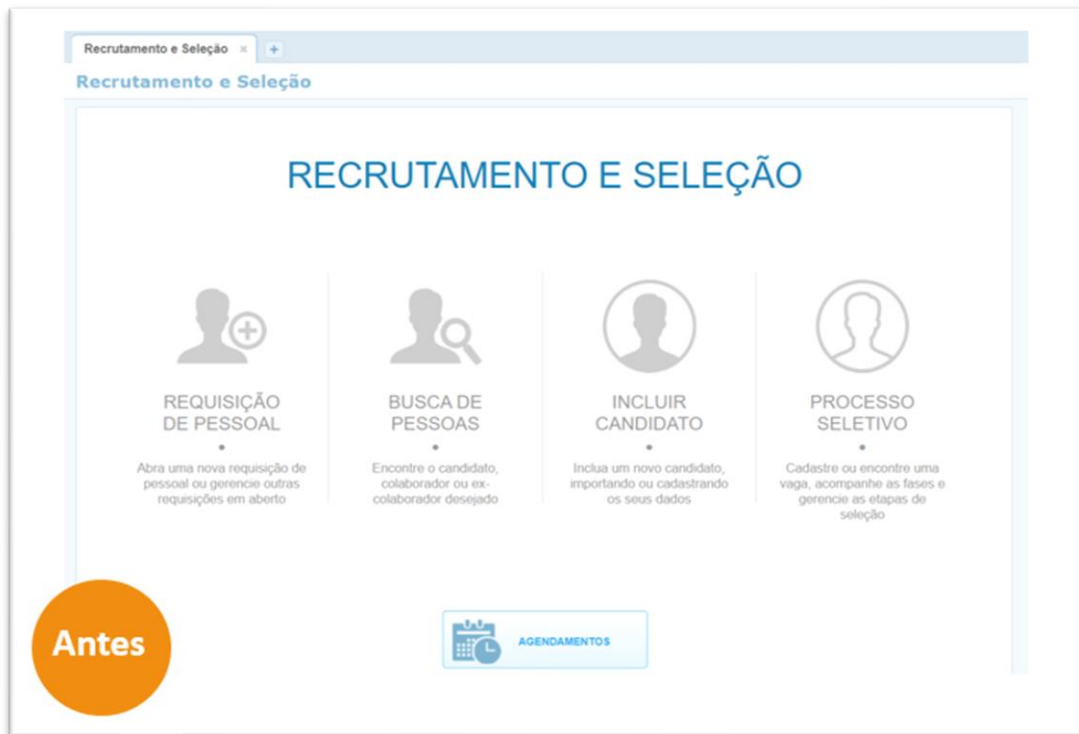 Recrutamento e Seleção × +
Recrutamento e Seleção
RECRUTAMENTO E SELEÇÃO
REQUISIÇÃO
DE PESSOAL
•
Abra uma nova requisição de
pessoal ou gerencie outras
requisições em aberto
BUSCA DE
PESSOAS
•
Encontre o candidato,
colaborador ou ex-
colaborador desejado
INCLUIR
CANDIDATO
•
Inclua um novo candidato,
importando ou cadastrando
os seus dados
PROCESSO
SELETIVO
•
Cadastre ou encontre uma
vaga, acompanhe as fases e
gerencie as etapas de
seleção
Antes
AGENDAMENTOS